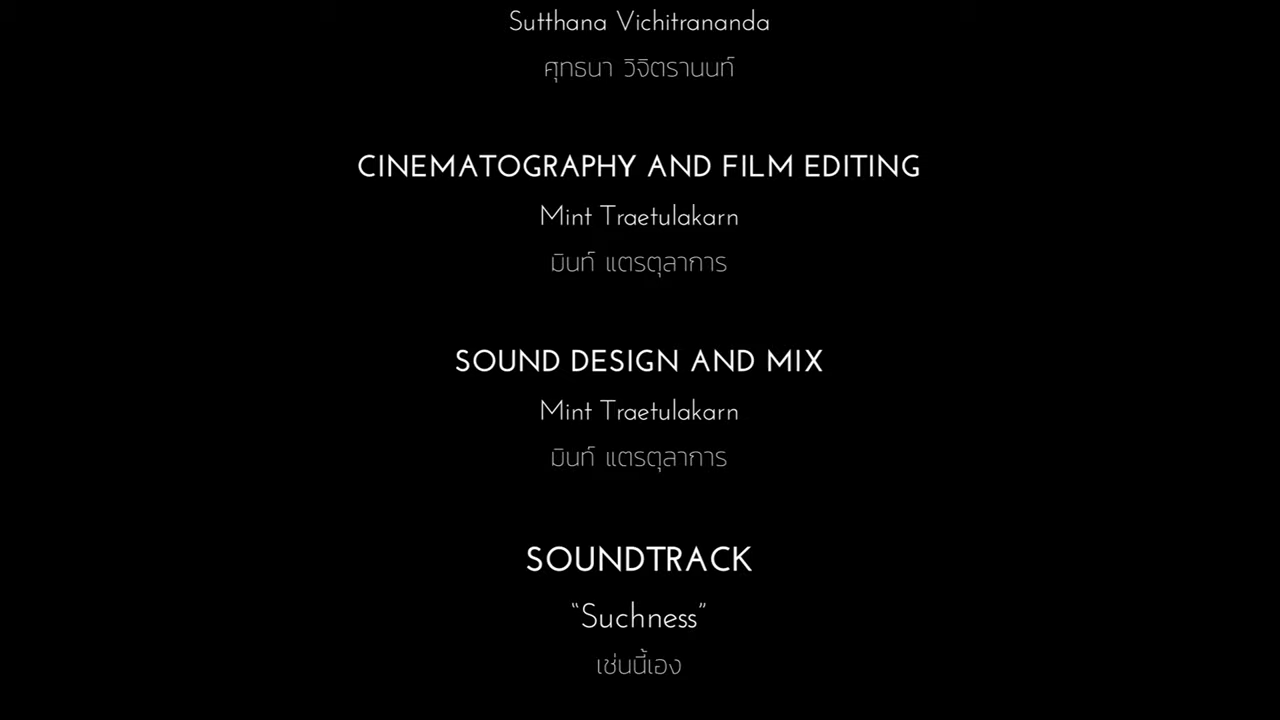 Sutthana Vichitrananda
ศุทธนา วิจิตรานนท์
CINEMATOGRAPHY AND FILM EDITING
Mint Traetulakarn
มินท์ แตรตุลาการ
SOUND DESIGN AND MIX
Mint Traetulakarn
มินท์ แตรตุลาการ
SOUNDTRACK
“Suchness”
เช่นนี้เอง